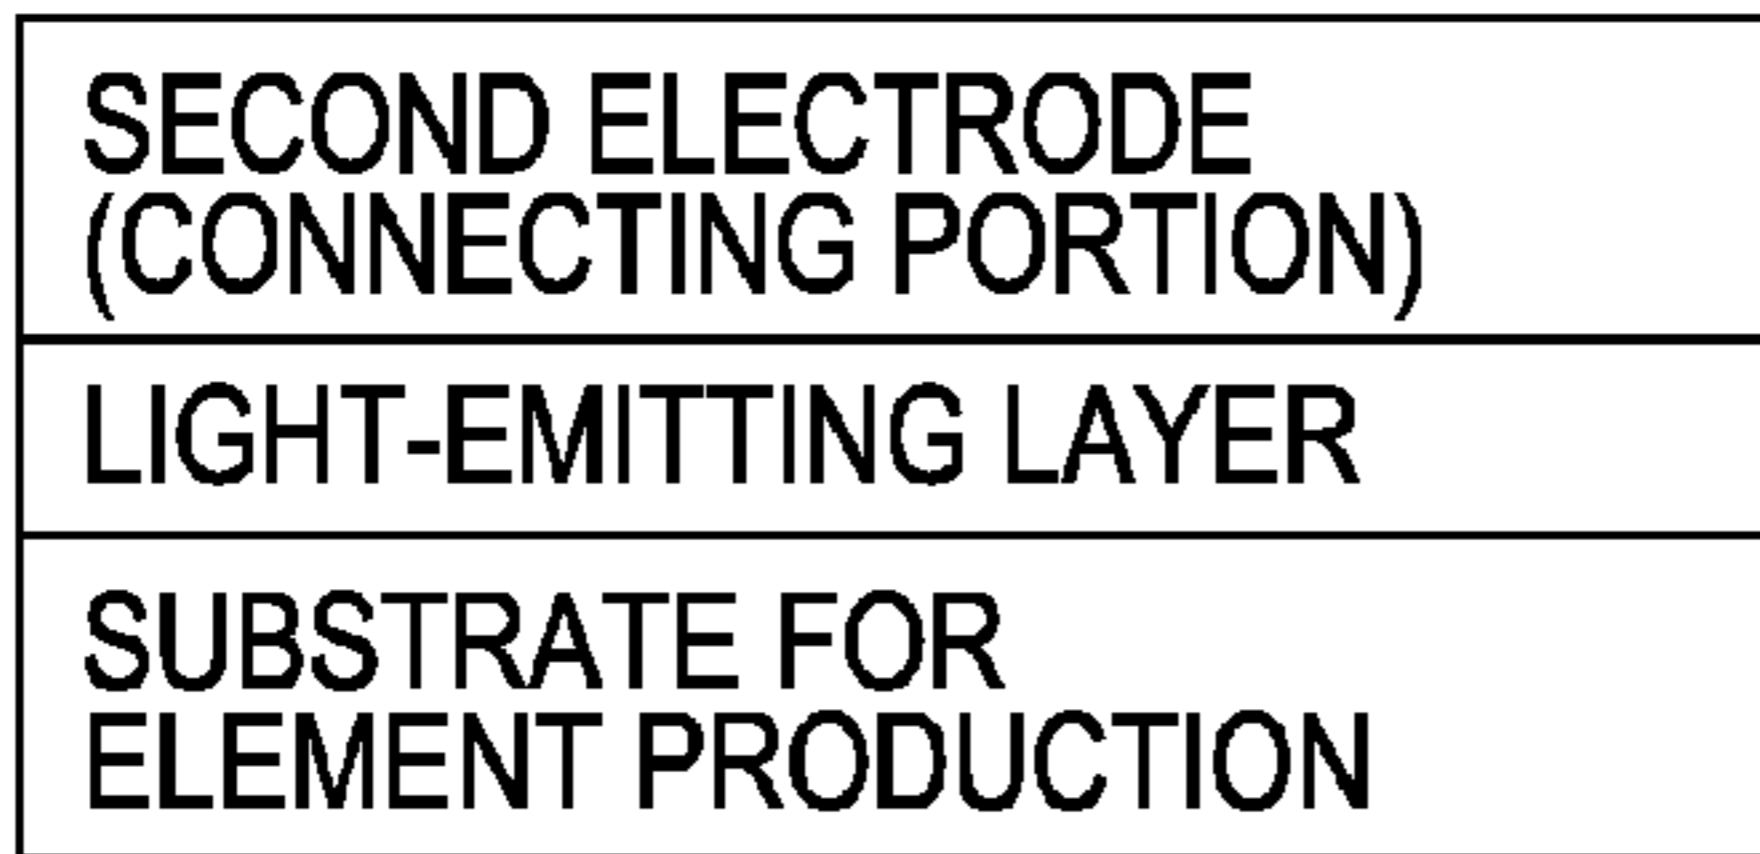 SECOND ELECTRODE
(CONNECTING PORTION)
LIGHT-EMITTING LAYER
SUBSTRATE FOR
ELEMENT PRODUCTION